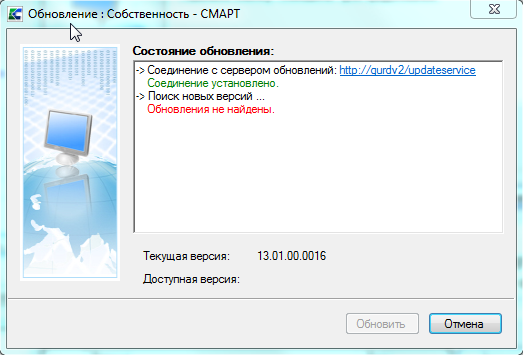 Обновление : Собственность - СМАРТ
Состояние обновления:
-> Соединение с сервером обновлений: http://qurdv2/updateservice
Соединение установлено.
-> Поиск новых версий ...
Обновления не найдены.
Текущая версия: 13.01.00.0016
Доступная версия:
Обновить Отмена